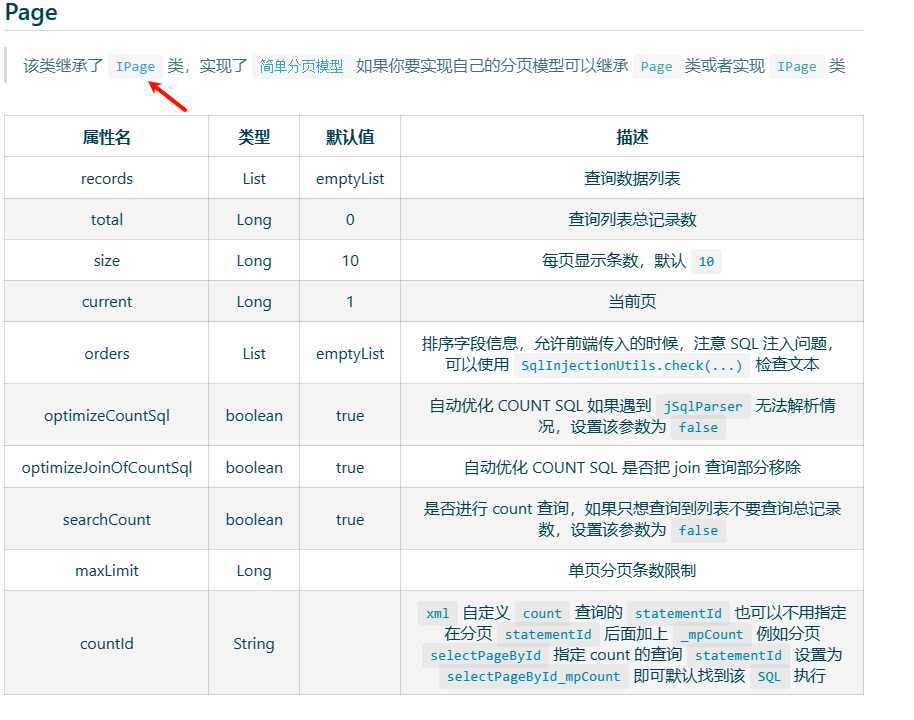 Page
该类继承了 IPage 类，实现了 简单分页模型 如果你要实现自己的分页模型可以继承 Page 类或者实现 IPage 类
属性名 类型 默认值 描述
records List emptyList 查询数据列表
total Long 0 查询列表总记录数
size Long 10 每页显示条数，默认 10
current Long 1 当前页
orders List emptyList 排序字段信息，允许前端传入的时候，注意 SQL 注入问题，
可以使用 SqlInjectionUtils.check(...) 检查文本
optimizeCountSql boolean true 自动优化 COUNT SQL 如果遇到 jSqlParser 无法解析情
况，设置该参数为 false
optimizeJoinOfCountSql boolean true 自动优化 COUNT SQL 是否把 join 查询部分移除
searchCount boolean true 是否进行 count 查询，如果只想查询到列表不要查询总记录
数，设置该参数为 false
maxLimit Long 单页分页条数限制
countId String xml 自定义 count 查询的 statementId 也可以不用指定
在分页 statementId 后面加上 _mpCount 例如分页
selectPageById 指定 count 的查询 statementId 设置为
selectPageById_mpCount 即可默认找到该 SQL 执行